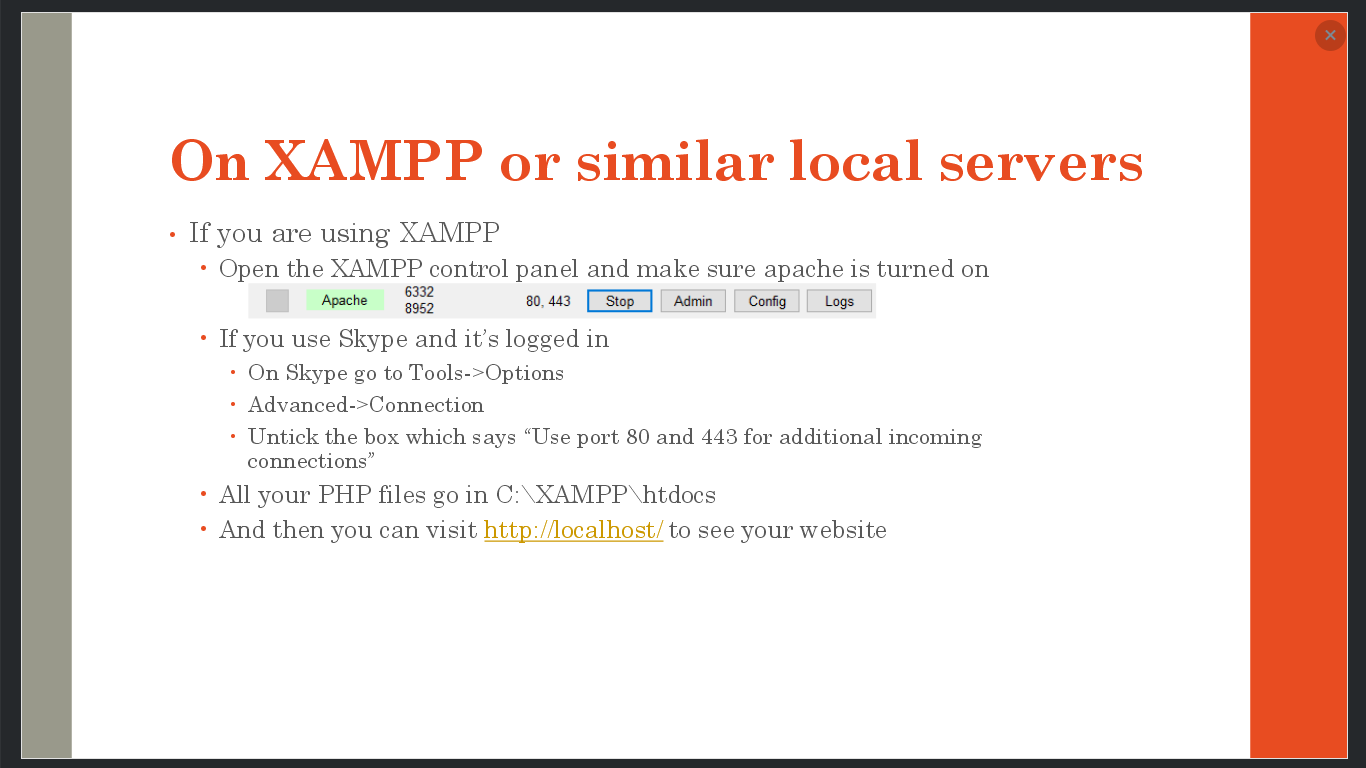 On XAMPP or similar local servers
• If you are using XAMPP
• Open the XAMPP control panel and make sure apache is turned on
Apache 6332 80, 443 Stop Admin Config Logs
8952
• If you use Skype and it’s logged in
• On Skype go to Tools->Options
• Advanced->Connection
• Untick the box which says “Use port 80 and 443 for additional incoming
connections”
• All your PHP files go in C:\XAMPP\htdocs
• And then you can visit http://localhost/ to see your website